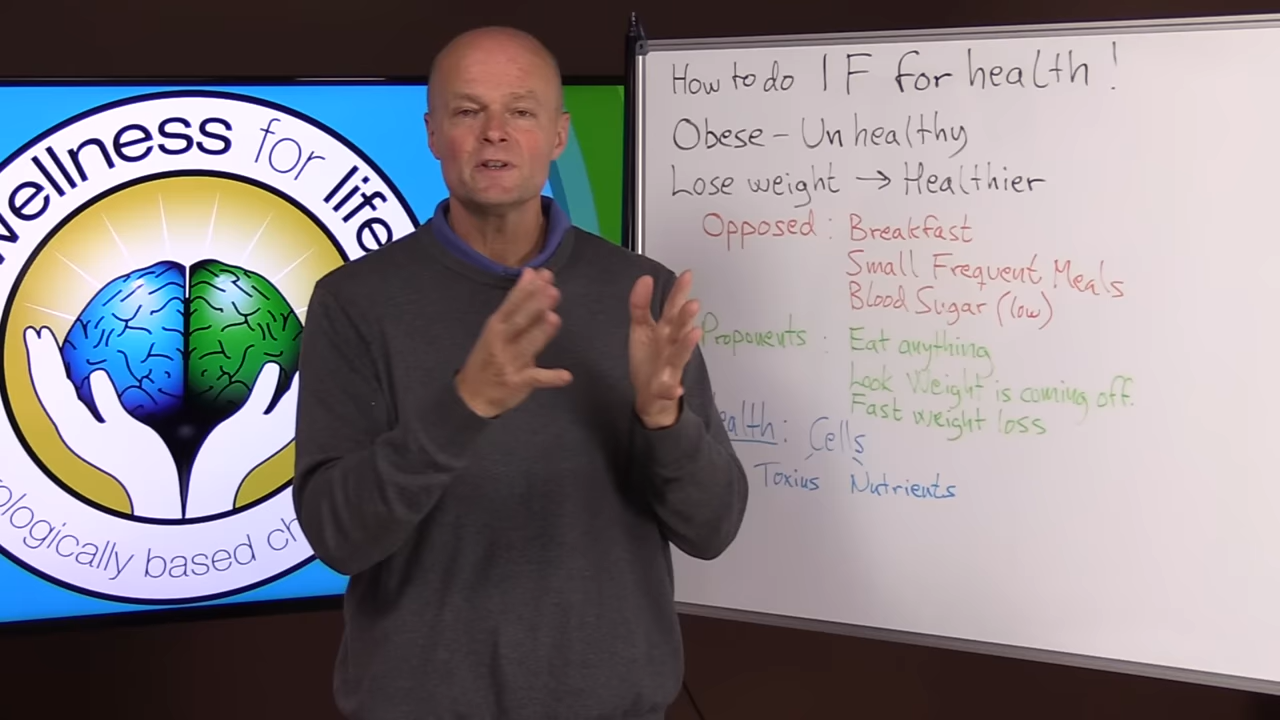 wellness for life
ologically based ch
How to do IF for health!
Obese - Unhealthy
Lose weight → Healthier
Opposed: Breakfast
Small Frequent Meals
Blood Sugar (low)
Proponents: Eat anything
Look Weight is coming off.
Fast weight loss
ealth: Cells
Toxins Nutrients